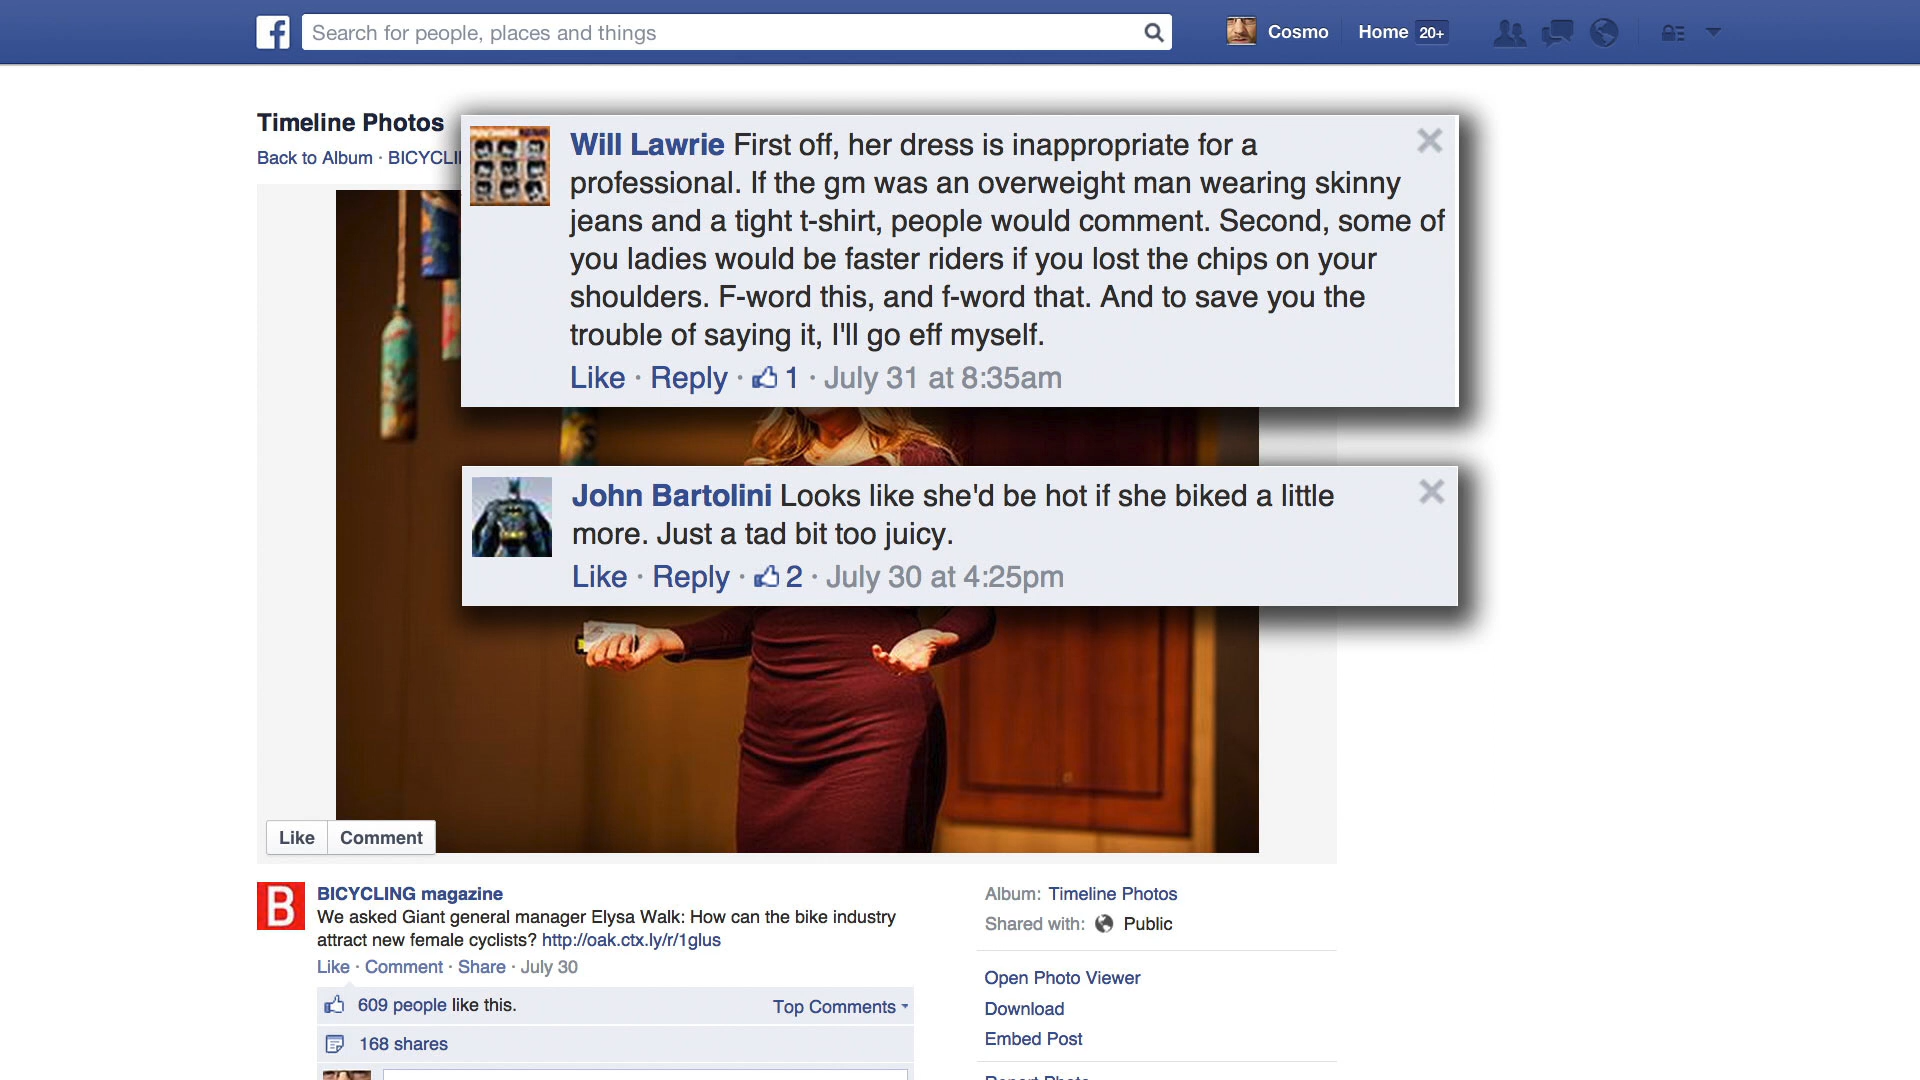 Search for people, places and things
Cosmo
Home 20+
Timeline Photos
Back to Album · BICYCLI
Will Lawrie First off, her dress is inappropriate for a
professional. If the gm was an overweight man wearing skinny
jeans and a tight t-shirt, people would comment. Second, some of
you ladies would be faster riders if you lost the chips on your
shoulders. F-word this, and f-word that. And to save you the
trouble of saying it, I'll go eff myself.
Like · Reply · 1 · July 31 at 8:35am
John Bartolini Looks like she'd be hot if she biked a little
more. Just a tad bit too juicy.
Like · Reply · 2 · July 30 at 4:25pm
Like Comment
B
BICYCLING magazine
We asked Giant general manager Elysa Walk: How can the bike industry
attract new female cyclists? http://oak.ctx.ly/r/1glus
Like · Comment · Share · July 30
609 people like this.
Top Comments
168 shares
Album: Timeline Photos
Shared with: Public
Open Photo Viewer
Download
Embed Post
Report Photo